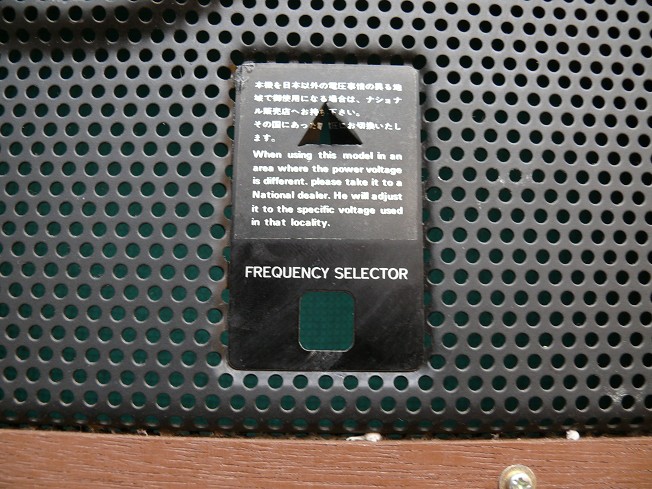 本機を日本以外の電圧事情の異る地
域で御使用になる場合は、ナショナ
ル販売店へお持ち下さい。
その国にあった にお切換いたし
ます。
When using this model in an
area where the power voltage
is different. please take it to a
National dealer. He will adjust
it to the specific voltage used
in that locality.
FREQUENCY SELECTOR